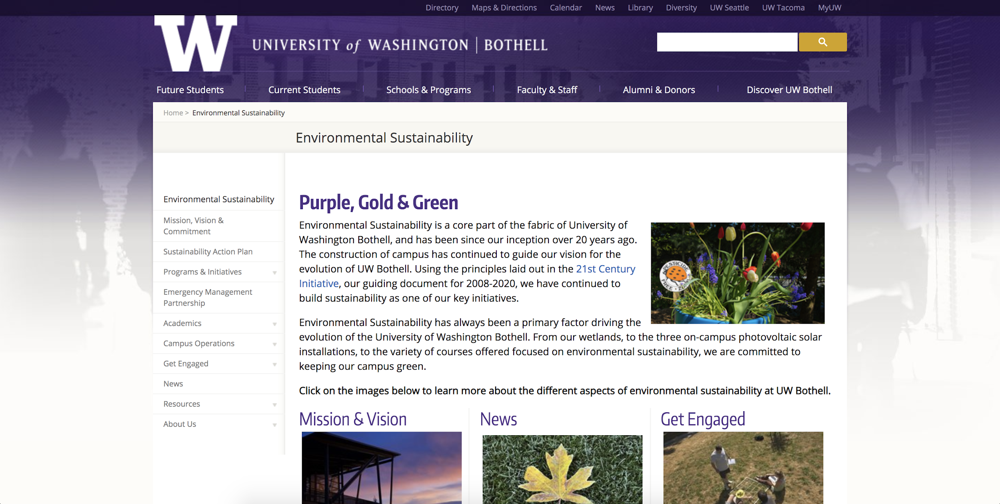 Directory Maps & Directions Calendar News Library Diversity UW Seattle UW Tacoma MyUW
W
UNIVERSITY of WASHINGTON | BOTHELL
Future Students Current Students Schools & Programs Faculty & Staff Alumni & Donors Discover UW Bothell
Home > Environmental Sustainability
Environmental Sustainability
Environmental Sustainability
Mission, Vision &
Commitment
Sustainability Action Plan
Programs & Initiatives
Emergency Management
Partnership
Academics
Campus Operations
Get Engaged
News
Resources
About Us
Purple, Gold & Green
Environmental Sustainability is a core part of the fabric of University of
Washington Bothell, and has been since our inception over 20 years ago.
The construction of campus has continued to guide our vision for the
evolution of UW Bothell. Using the principles laid out in the 21st Century
Initiative, our guiding document for 2008-2020, we have continued to
build sustainability as one of our key initiatives.
PESTICIDE
FREE • ZONE
Environmental Sustainability has always been a primary factor driving the
evolution of the University of Washington Bothell. From our wetlands, to the three on-campus photovoltaic solar
installations, to the variety of courses offered focused on environmental sustainability, we are committed to
keeping our campus green.
Click on the images below to learn more about the different aspects of environmental sustainability at UW Bothell.
Mission & Vision
News
Get Engaged